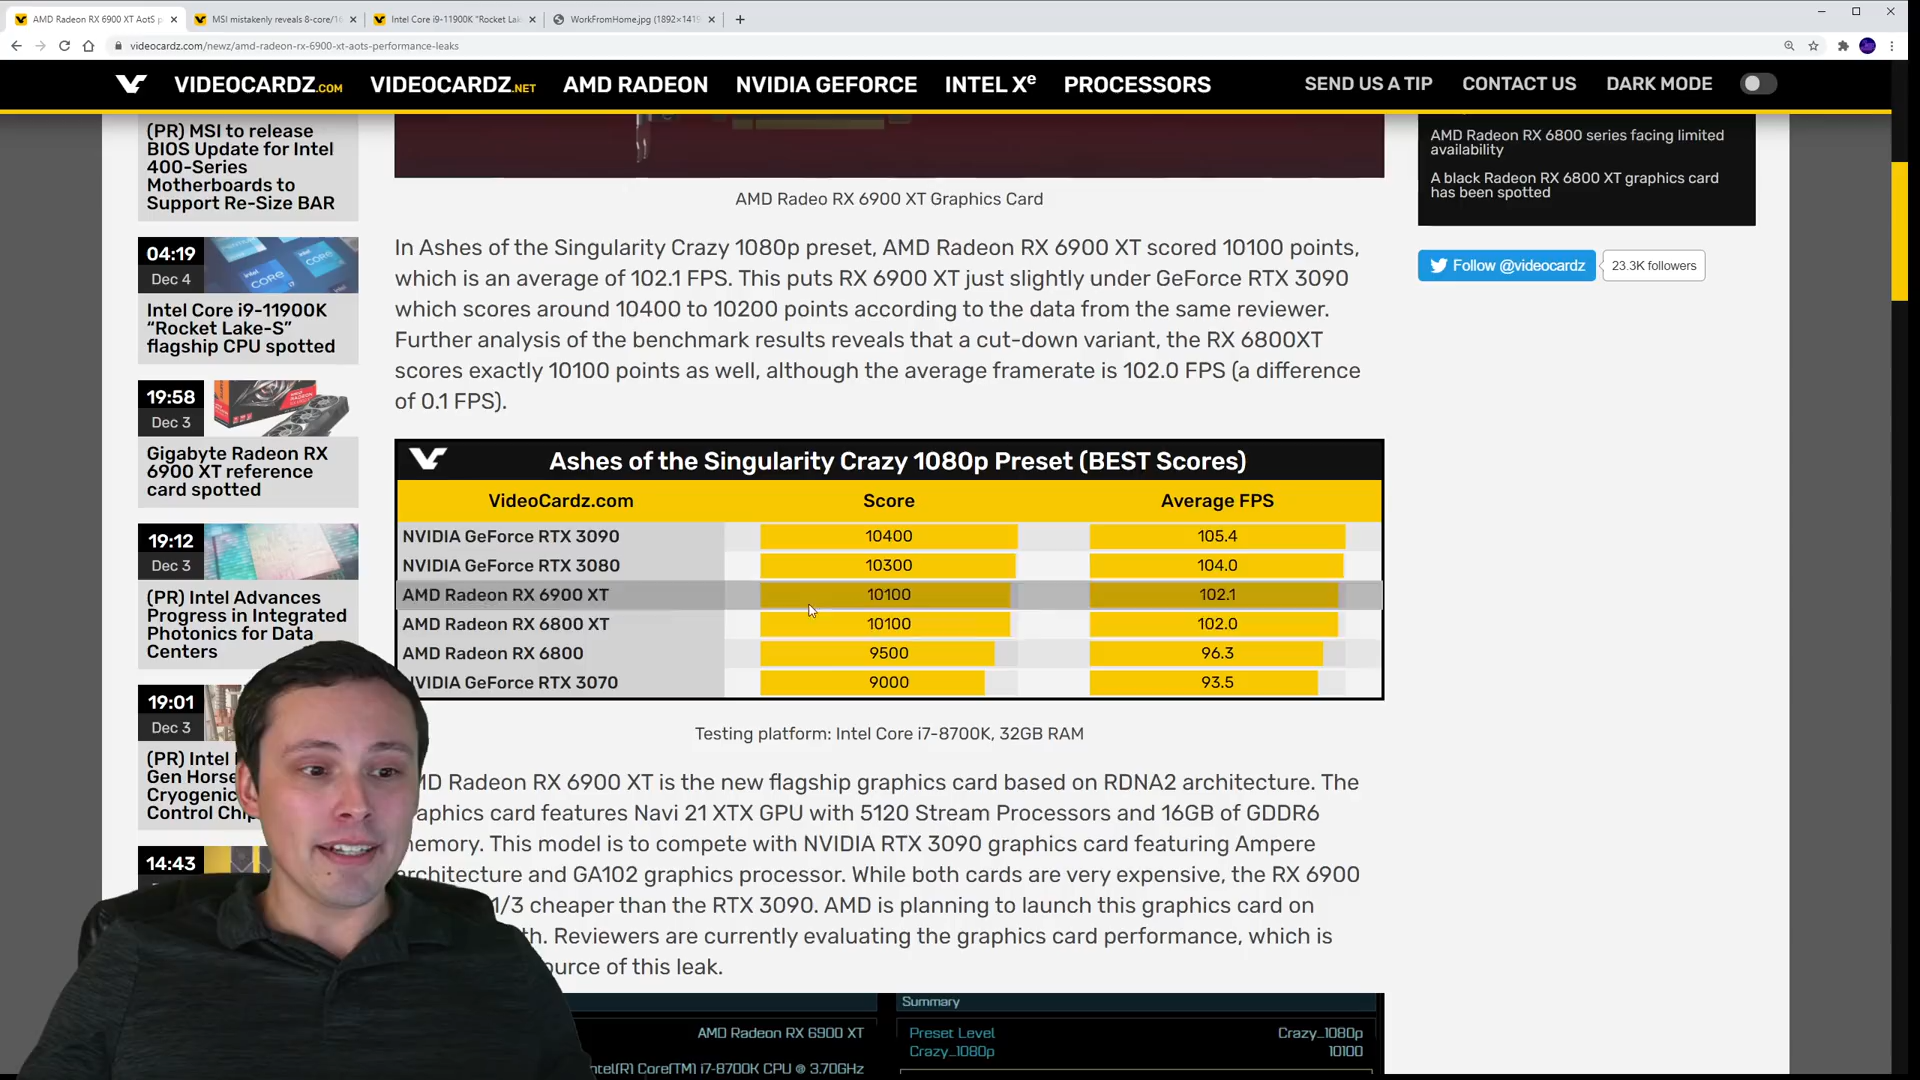 AMD Radeon RX 6900 XT AotS p
MSI mistakenly reveals 8-core/16
Intel Core i9-11900K "Rocket Lak
WorkFromHome.jpg (1892×1419
videocardz.com/newz/amd-radeon-rx-6900-xt-aots-performance-leaks
VIDEOCARDZ.COM VIDEOCARDZ.NET AMD RADEON NVIDIA GEFORCE INTEL Xe PROCESSORS SEND US A TIP CONTACT US DARK MODE
(PR) MSI to release
BIOS Update for Intel
400-Series
Motherboards to
Support Re-Size BAR
04:19
Dec 4
Intel Core i9-11900K
“Rocket Lake-S”
flagship CPU spotted
19:58
Dec 3
Gigabyte Radeon RX
6900 XT reference
card spotted
19:12
Dec 3
(PR) Intel Advances
Progress in Integrated
Photonics for Data
Centers
19:01
Dec 3
(PR) Intel
Gen Horse
Cryogenic
Control Chip
14:43
AMD Radeo RX 6900 XT Graphics Card
In Ashes of the Singularity Crazy 1080p preset, AMD Radeon RX 6900 XT scored 10100 points,
which is an average of 102.1 FPS. This puts RX 6900 XT just slightly under GeForce RTX 3090
which scores around 10400 to 10200 points according to the data from the same reviewer.
Further analysis of the benchmark results reveals that a cut-down variant, the RX 6800XT
scores exactly 10100 points as well, although the average framerate is 102.0 FPS (a difference
of 0.1 FPS).
Ashes of the Singularity Crazy 1080p Preset (BEST Scores)
VideoCardz.com Score Average FPS
NVIDIA GeForce RTX 3090 10400 105.4
NVIDIA GeForce RTX 3080 10300 104.0
AMD Radeon RX 6900 XT 10100 102.1
AMD Radeon RX 6800 XT 10100 102.0
AMD Radeon RX 6800 9500 96.3
VIDIA GeForce RTX 3070 9000 93.5
Testing platform: Intel Core i7-8700K, 32GB RAM
MD Radeon RX 6900 XT is the new flagship graphics card based on RDNA2 architecture. The
graphics card features Navi 21 XTX GPU with 5120 Stream Processors and 16GB of GDDR6
memory. This model is to compete with NVIDIA RTX 3090 graphics card featuring Ampere
architecture and GA102 graphics processor. While both cards are very expensive, the RX 6900
1/3 cheaper than the RTX 3090. AMD is planning to launch this graphics card on
th. Reviewers are currently evaluating the graphics card performance, which is
ource of this leak.
AMD Radeon RX 6900 XT
Intel(R) Core(TM) i7-8700K CPU @ 3.70GHz
Summary
Preset Level Crazy_1080p
Crazy_1080p 10100
AMD Radeon RX 6800 series facing limited
availability
A black Radeon RX 6800 XT graphics card
has been spotted
Follow @videocardz 23.3K followers